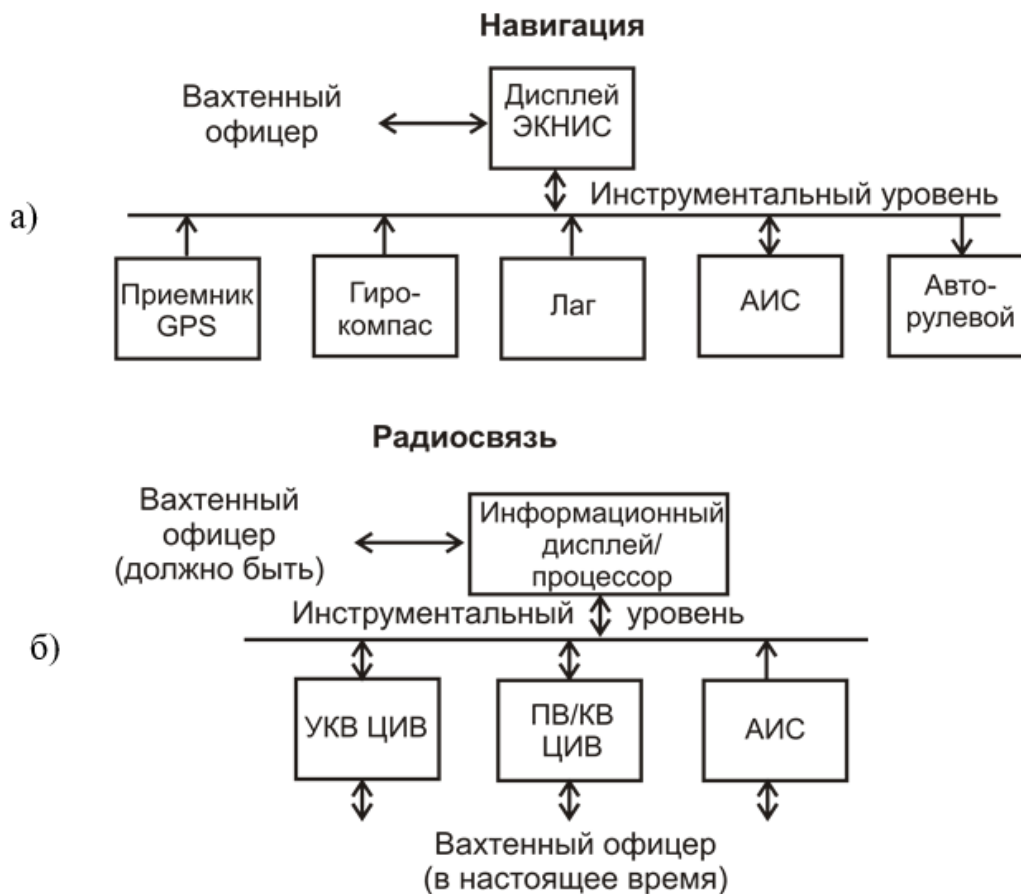 Навигация
Вахтенный
офицер
Дисплей
ЭКНИС
а)
Инструментальный уровень
Приемник
GPS
Гиро-
компас
Лаг
АИС
Авто-
рулевой
Радиосвязь
Вахтенный
офицер
(должно быть)
Информационный
дисплей/
процессор
Инструментальный уровень
б)
УКВ ЦИВ
ПВ/КВ
ЦИВ
АИС
Вахтенный офицер
(в настоящее время)